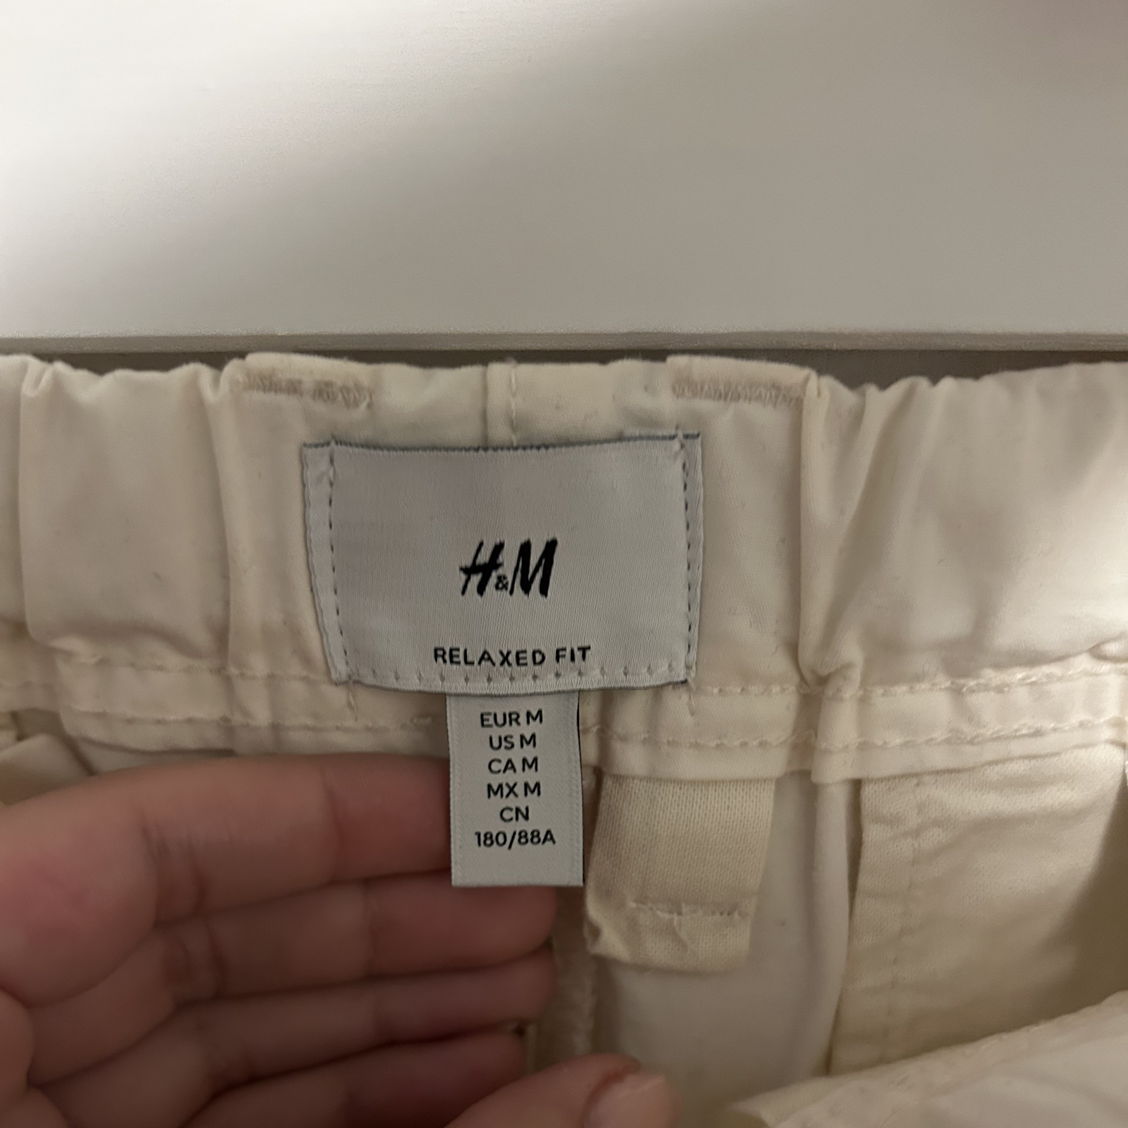 H&M
RELAXED FIT
EUR M
US M
CA M
MX M
CN
180/88A